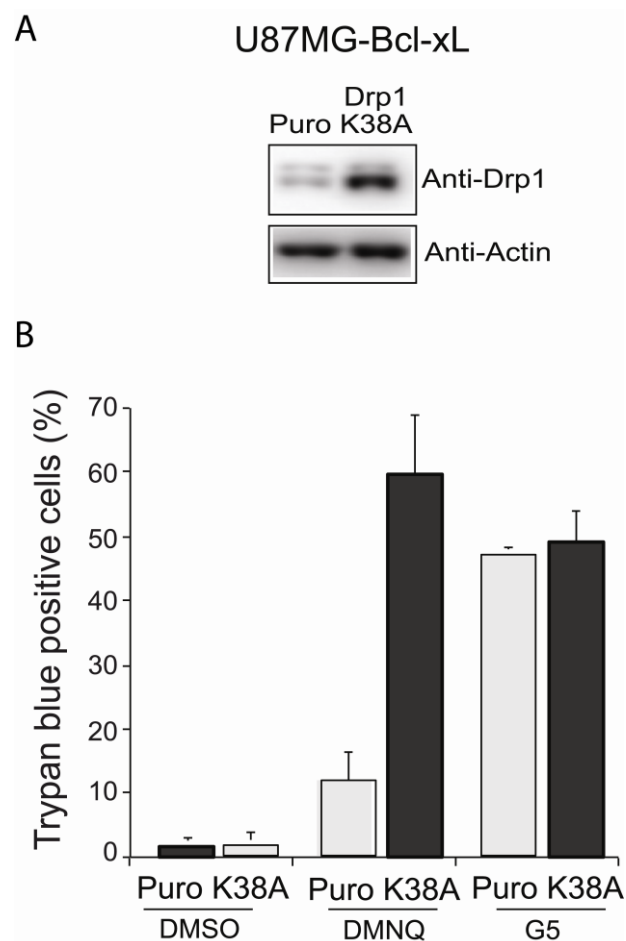 A
U87MG-Bcl-xL
Drp1
Puro K38A
Anti-Drp1
Anti-Actin
B
Trypan blue positive cells (%)
70
60
50
40
30
20
10
0
Puro K38A Puro K38A Puro K38A
DMSO DMNQ G5